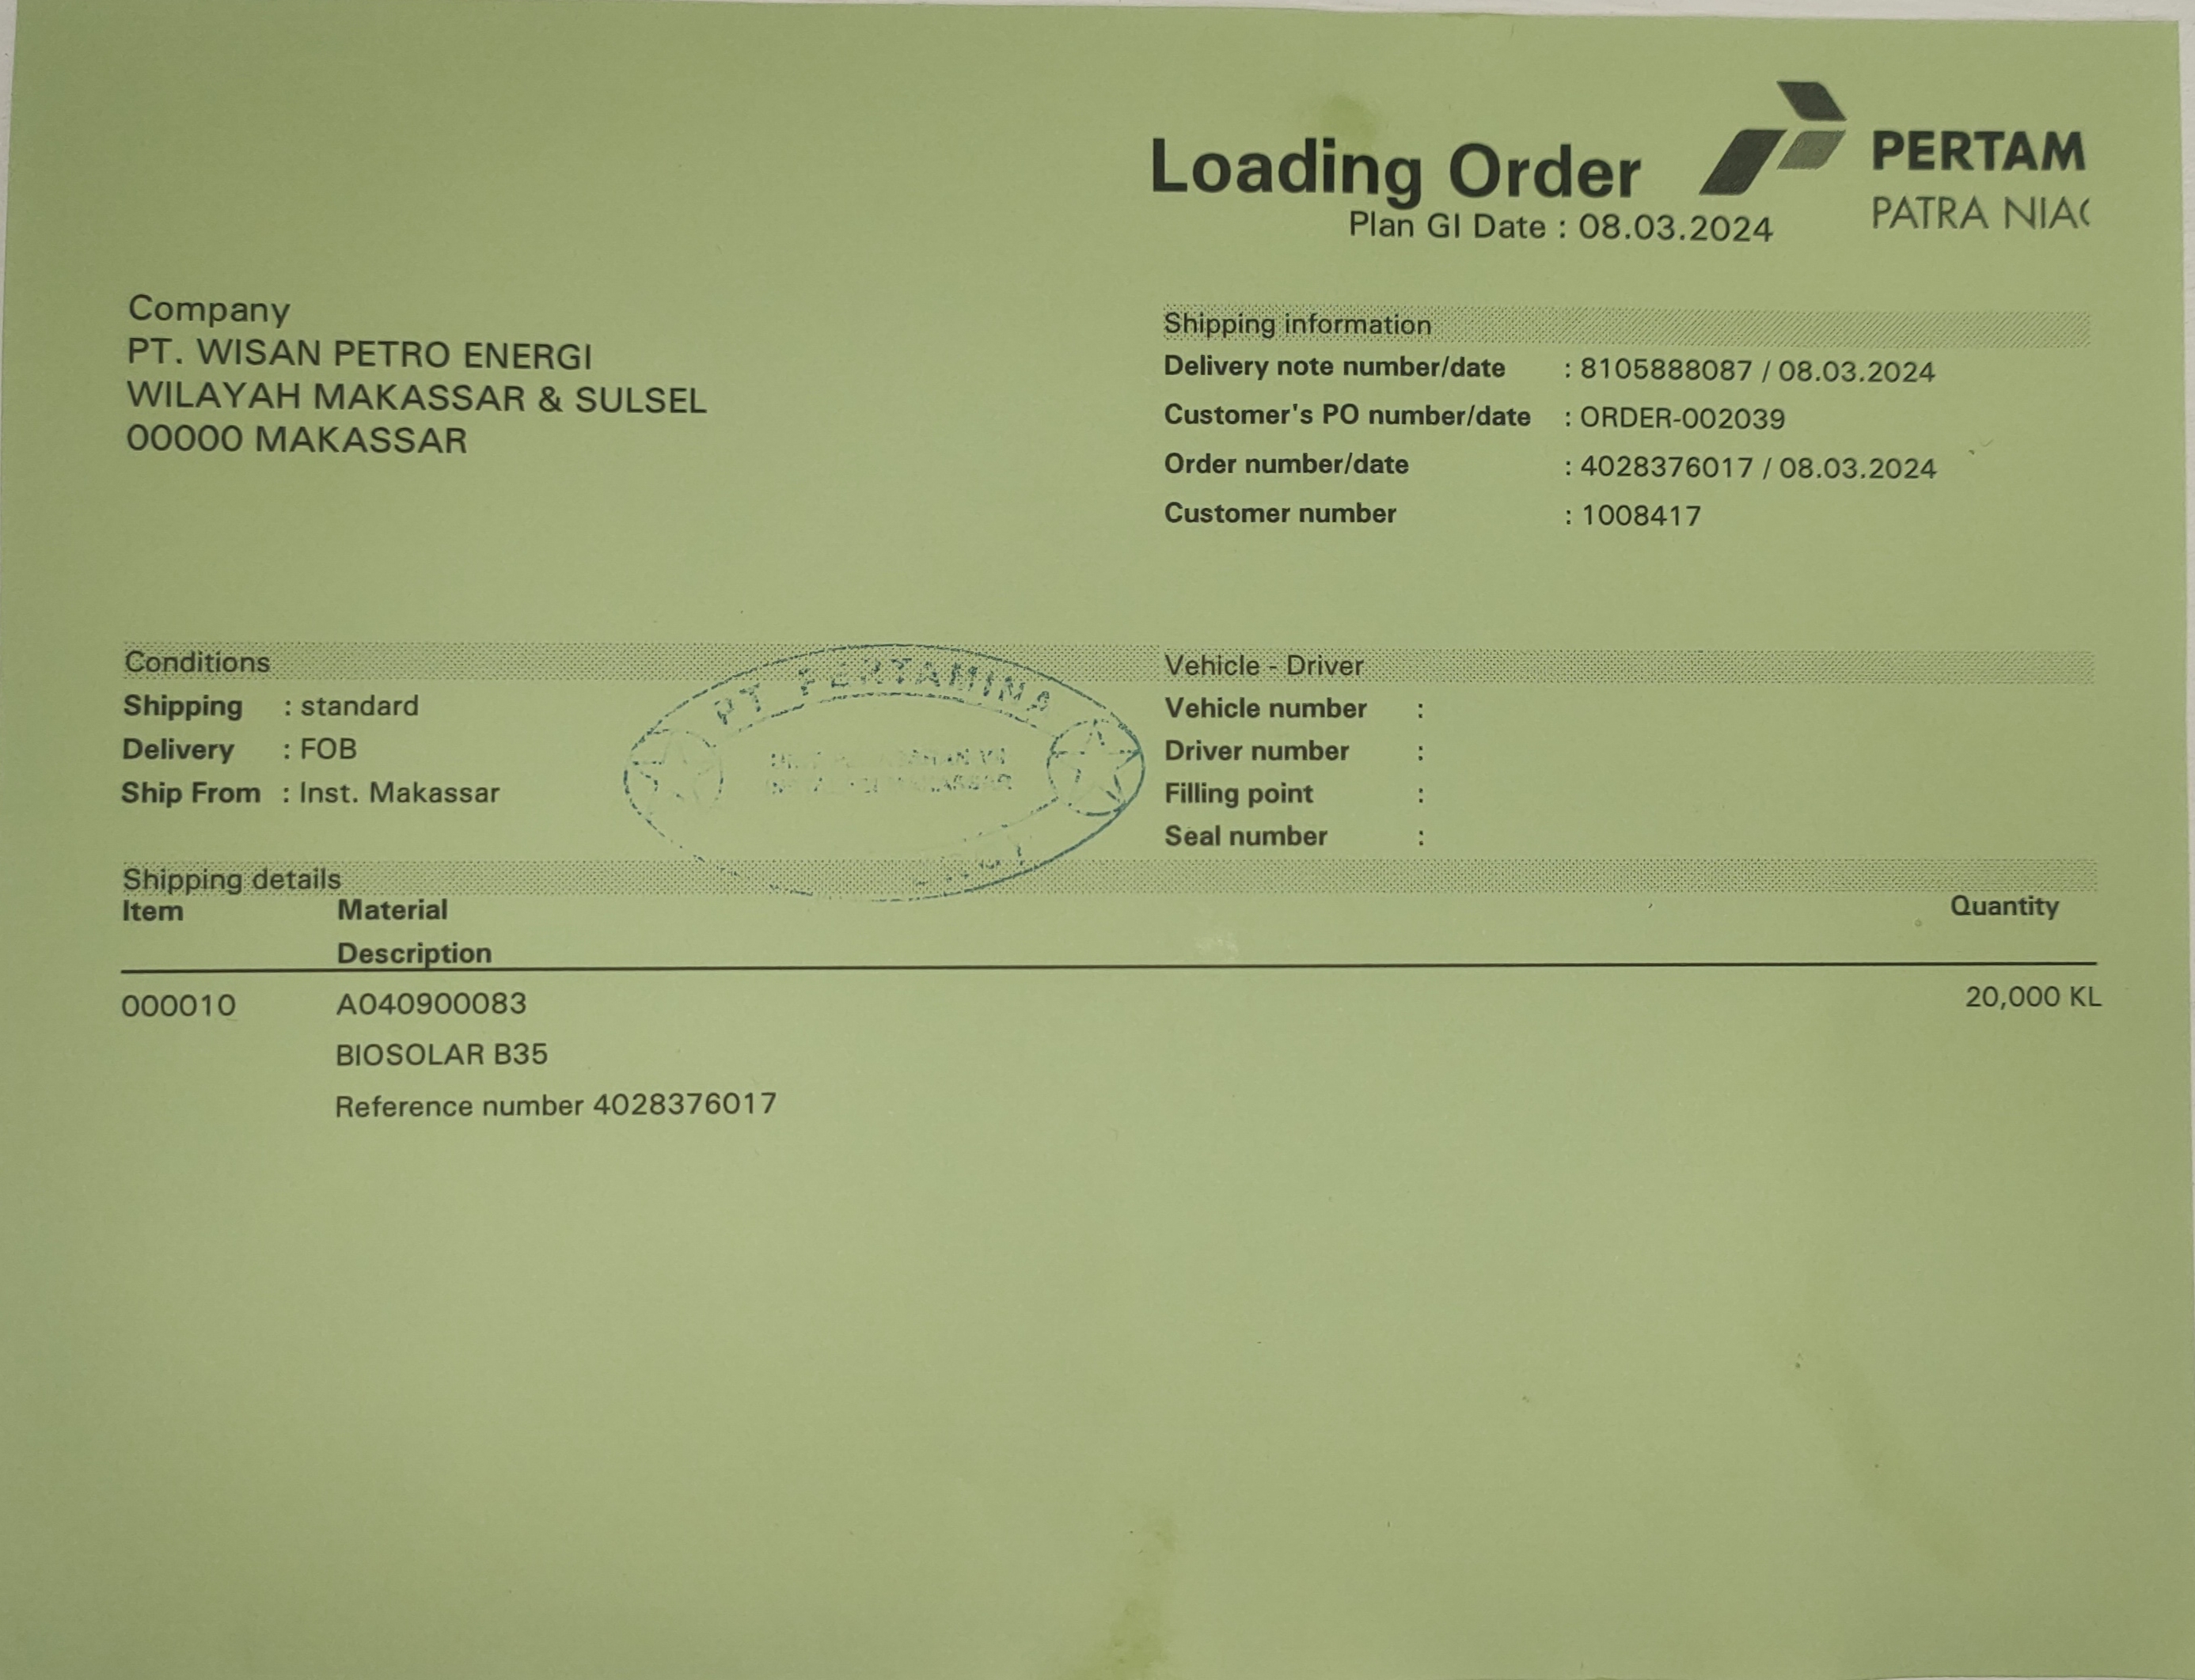 Loading Order
PERTAM
PATRA NIA
Plan GI Date : 08.03.2024
Company
PT. WISAN PETRO ENERGI
WILAYAH MAKASSAR & SULSEL
00000 MAKASSAR
Shipping information
Delivery note number/date : 8105888087 / 08.03.2024
Customer's PO number/date : ORDER-002039
Order number/date : 4028376017 / 08.03.2024
Customer number : 1008417
Conditions
Shipping : standard
Delivery : FOB
Ship From : Inst. Makassar
PT PERTAMINA
Vehicle - Driver
Vehicle number :
Driver number :
Filling point :
Seal number :
Shipping details
Item Material Quantity
Description
000010 A040900083 20,000 KL
BIOSOLAR B35
Reference number 4028376017